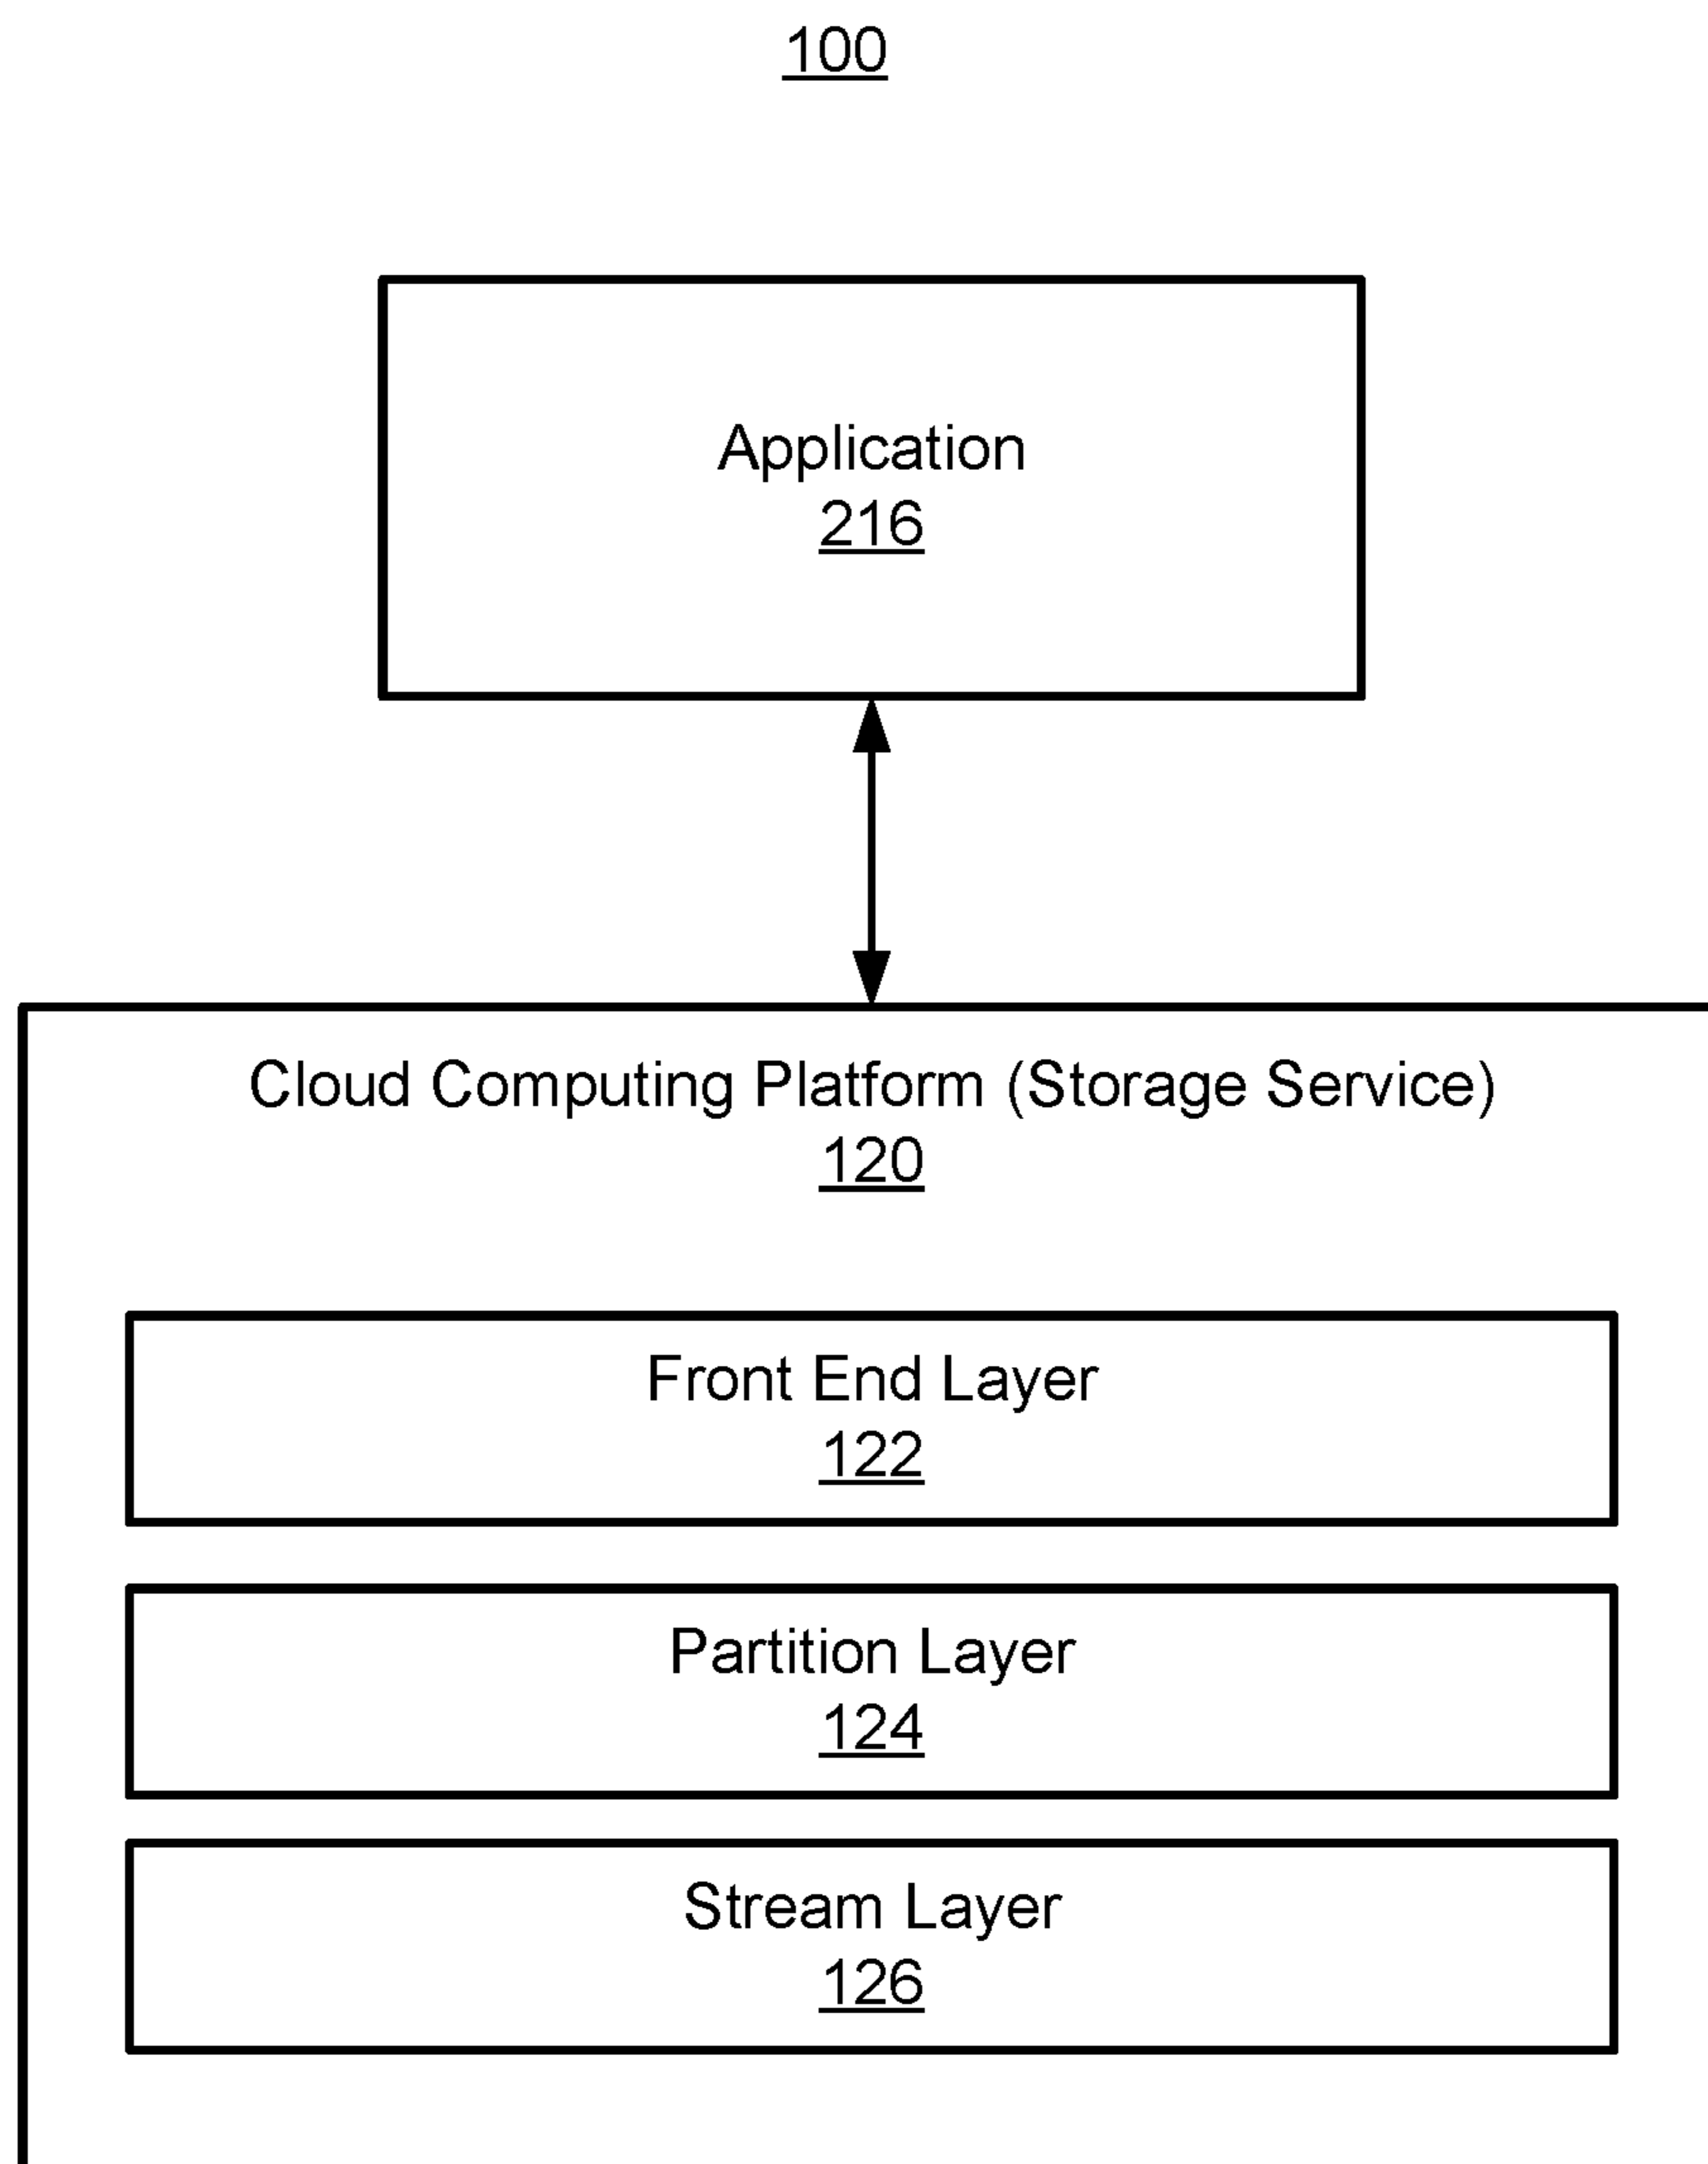 100
Application
216
Cloud Computing Platform (Storage Service)
120
Front End Layer
122
Partition Layer
124
Stream Layer
126